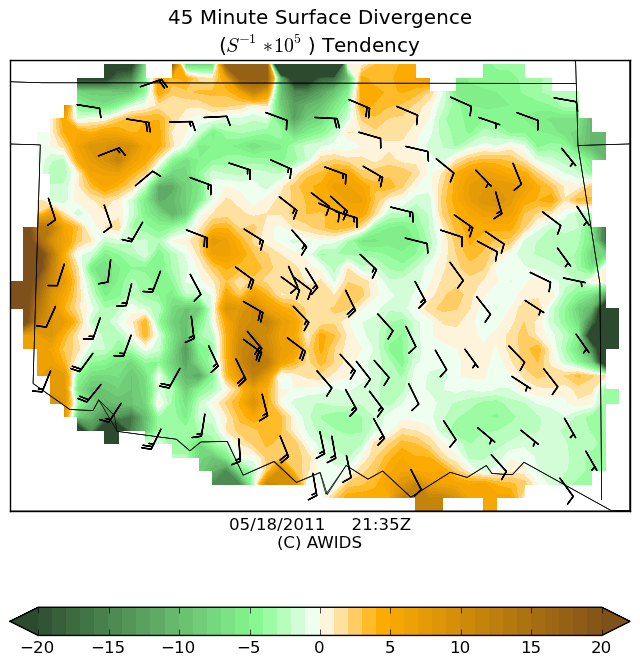 45 Minute Surface Divergence
(S⁻¹ *10⁵ ) Tendency
05/18/2011 21:35Z
(C) AWIDS
−20 −15 −10 −5 0 5 10 15 20